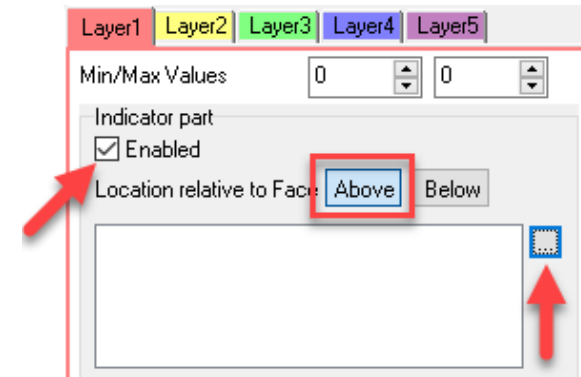 Layer1 Layer2 Layer3 Layer4 Layer5
Min/Max Values 0 0
Indicator part
Enabled
Location relative to Face Above Below
...